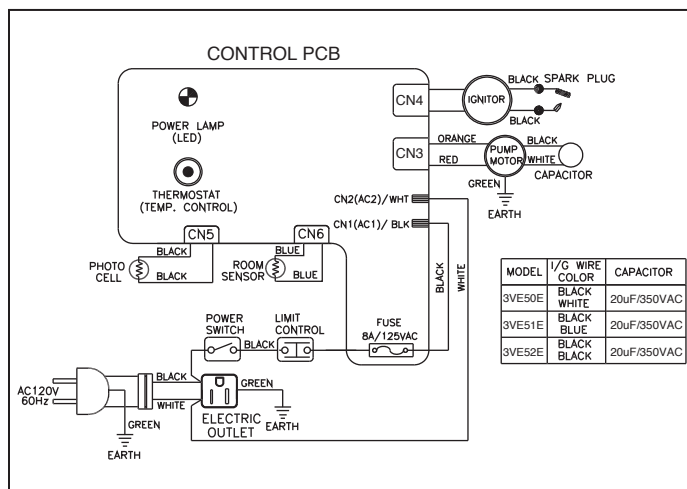 CONTROL PCB
POWER LAMP
(LED)
THERMOSTAT
(TEMP. CONTROL)
CN4
BLACK
SPARK PLUG
IGNITOR
BLACK
CN3
ORANGE
RED
PUMP
MOTOR
BLACK
WHITE
CAPACITOR
GREEN
EARTH
CN2(AC2)/WHT
CN1(AC1)/ BLK
CN5
CN6
BLACK
BLACK
PHOTO
CELL
BLUE
BLUE
ROOM
SENSOR
BLACK
WHITE
MODEL
I/G WIRE
COLOR
CAPACITOR
3VE50E
BLACK
WHITE
20uF/350VAC
3VE51E
BLACK
BLUE
20uF/350VAC
3VE52E
BLACK
BLACK
20uF/350VAC
POWER
SWITCH
LIMIT
CONTROL
BLACK
FUSE
8A/125VAC
AC120V
60Hz
BLACK
WHITE
GREEN
EARTH
ELECTRIC
OUTLET
GREEN
EARTH